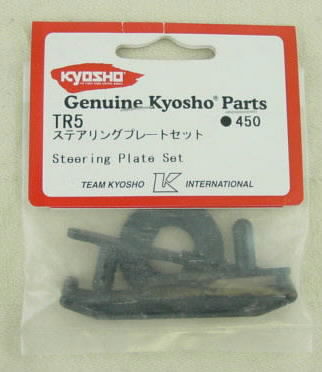 KYOSHO
Genuine Kyosho® Parts
TR5 ●450
ステアリングプレートセット
Steering Plate Set
TEAM KYOSHO K INTERNATIONAL